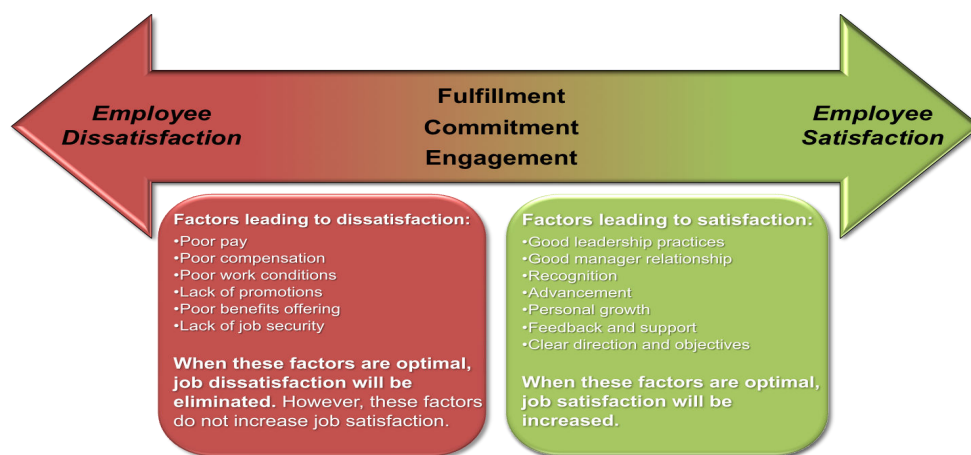 Employee
Dissatisfaction
Fulfillment
Commitment
Engagement
Employee
Satisfaction
Factors leading to dissatisfaction:
•Poor pay
•Poor compensation
•Poor work conditions
•Lack of promotions
•Poor benefits offering
•Lack of job security
When these factors are optimal,
job dissatisfaction will be
eliminated. However, these factors
do not increase job satisfaction.
Factors leading to satisfaction:
•Good leadership practices
•Good manager relationship
•Recognition
•Advancement
•Personal growth
•Feedback and support
•Clear direction and objectives
When these factors are optimal,
job satisfaction will be
increased.